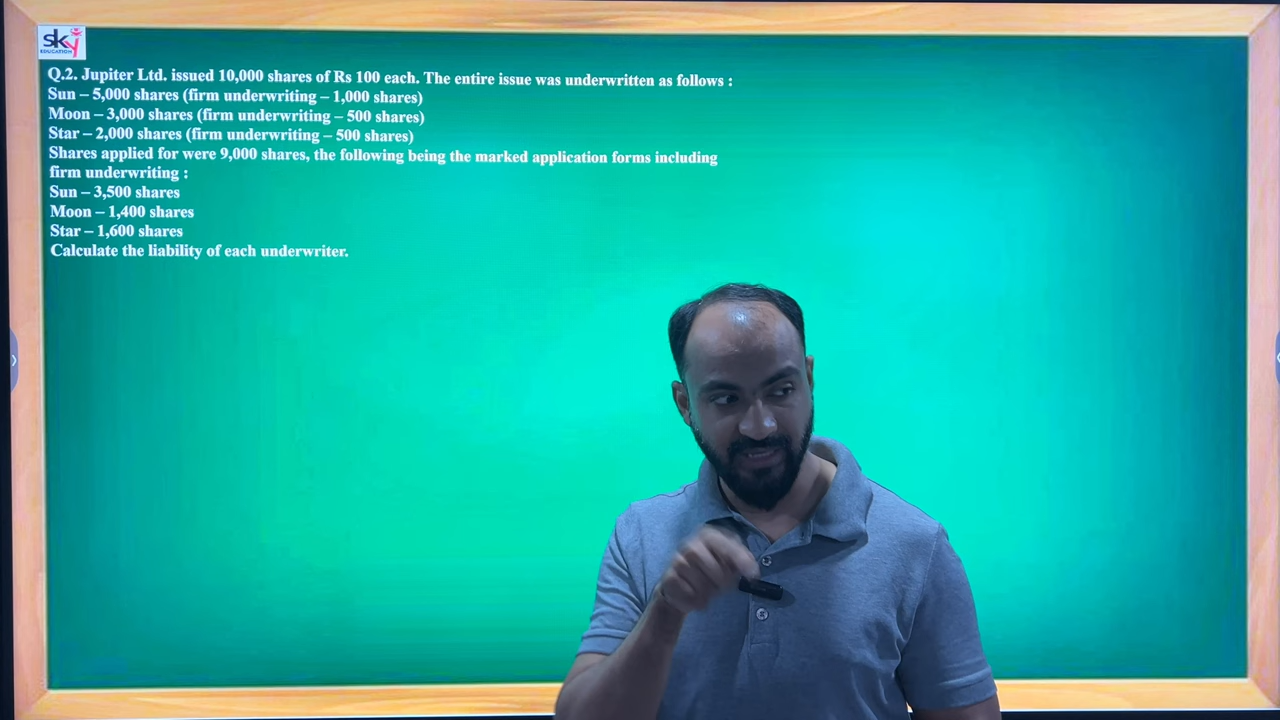 sky
EDUCATION
Q.2. Jupiter Ltd. issued 10,000 shares of Rs 100 each. The entire issue was underwritten as follows :
Sun – 5,000 shares (firm underwriting – 1,000 shares)
Moon – 3,000 shares (firm underwriting – 500 shares)
Star – 2,000 shares (firm underwriting – 500 shares)
Shares applied for were 9,000 shares, the following being the marked application forms including
firm underwriting :
Sun – 3,500 shares
Moon – 1,400 shares
Star – 1,600 shares
Calculate the liability of each underwriter.